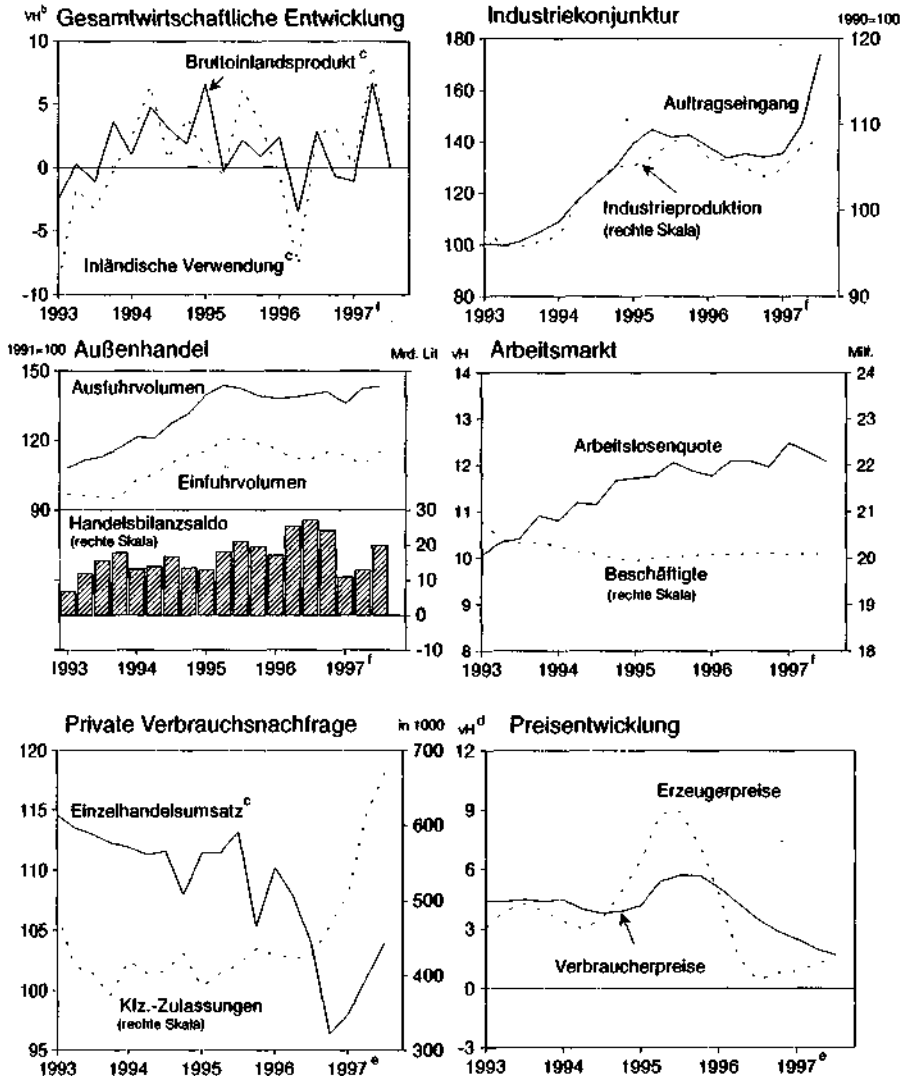 vH^b Gesamtwirtschaftliche Entwicklung
10
5
0
-5
-10
Bruttoinlandsprodukt^c
Inländische Verwendung^c
1993 1994 1995 1996 1997^f
Industriekonjunktur
1990=100
180
160
140
120
100
80
120
110
100
90
Auftragseingang
Industrieproduktion
(rechte Skala)
1993 1994 1995 1996 1997^f
1991=100 Außenhandel Mrd. Lit
150
120
90
30
20
10
0
-10
Ausfuhrvolumen
Einfuhrvolumen
Handelsbilanzsaldo
(rechte Skala)
1993 1994 1995 1996 1997^f
vH Arbeitsmarkt Mill.
14
13
12
11
10
9
8
24
23
22
21
20
19
18
Arbeitslosenquote
Beschäftigte
(rechte Skala)
1993 1994 1995 1996 1997^f
Private Verbrauchsnachfrage in 1000
120
115
110
105
100
95
700
600
500
400
300
Einzelhandelsumsatz^c
Kfz.-Zulassungen
(rechte Skala)
1993 1994 1995 1996 1997^e
vH^d Preisentwicklung
12
9
6
3
0
-3
Erzeugerpreise
Verbraucherpreise
1993 1994 1995 1996 1997^e